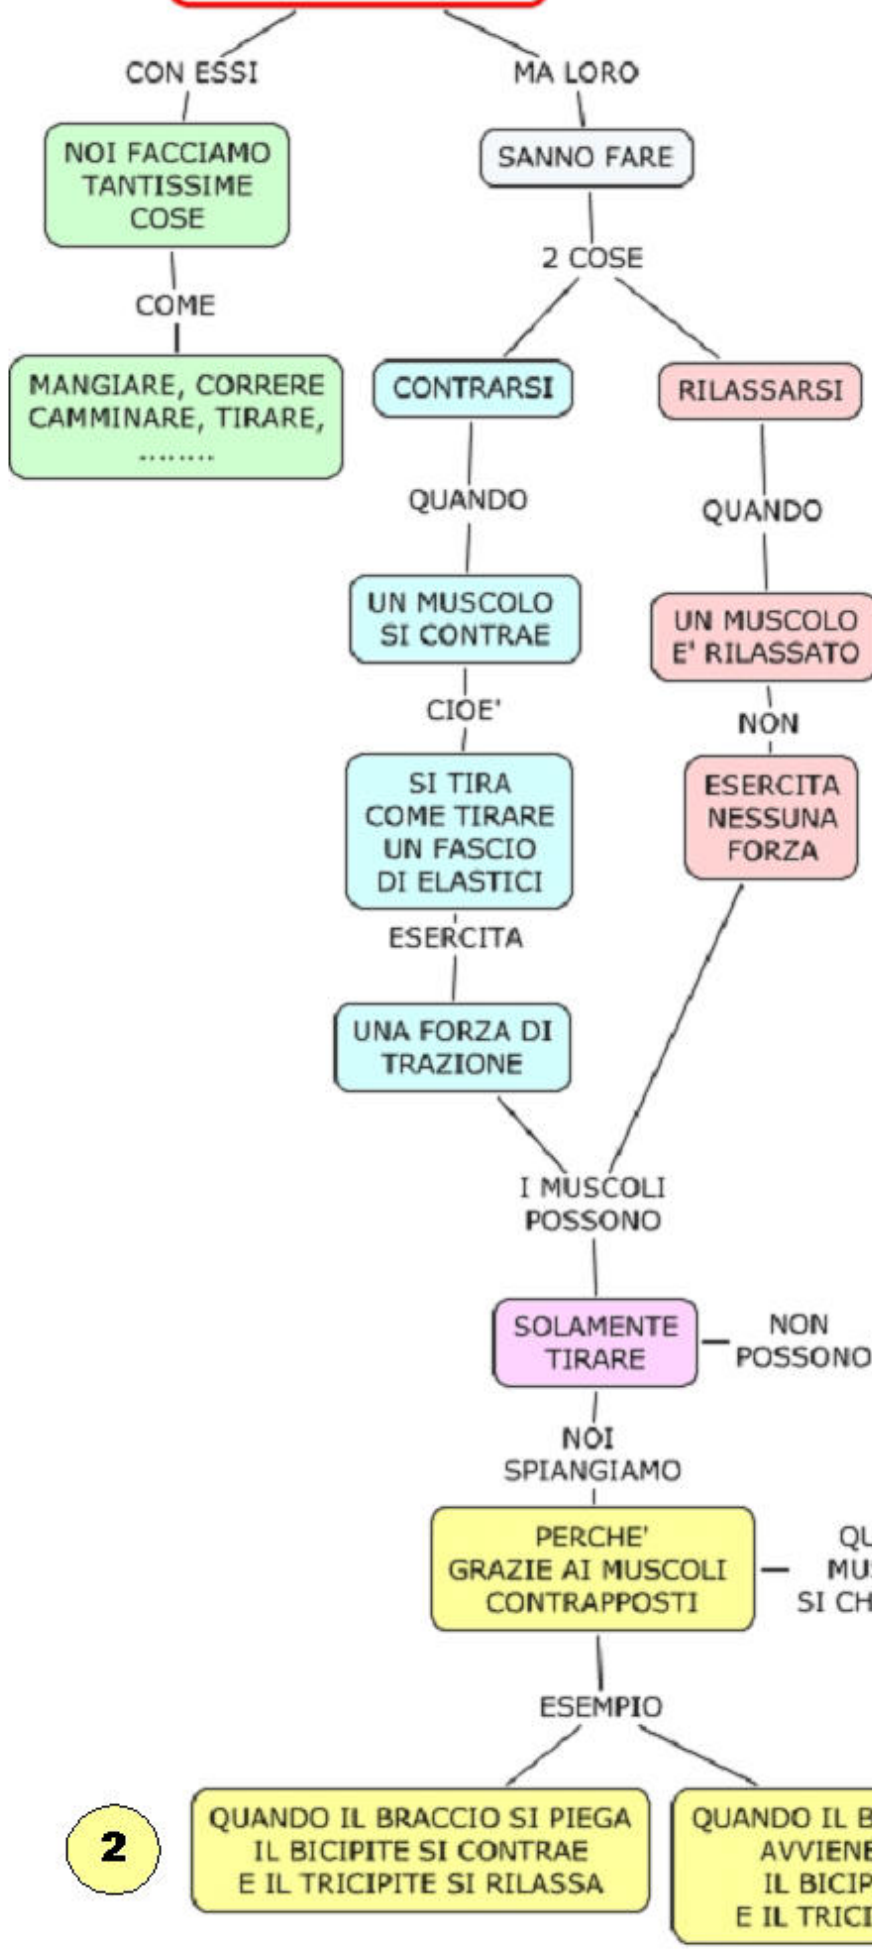 CON ESSI
MA LORO
NOI FACCIAMO
TANTISSIME
COSE
SANNO FARE
COME
2 COSE
MANGIARE, CORRERE
CAMMINARE, TIRARE,
........
CONTRARSI
RILASSARSI
QUANDO
QUANDO
UN MUSCOLO
SI CONTRAE
UN MUSCOLO
E' RILASSATO
CIOE'
NON
SI TIRA
COME TIRARE
UN FASCIO
DI ELASTICI
ESERCITA
NESSUNA
FORZA
ESERCITA
UNA FORZA DI
TRAZIONE
I MUSCOLI
POSSONO
SOLAMENTE
TIRARE
NON
POSSONO
NOI
SPIANGIAMO
PERCHE'
GRAZIE AI MUSCOLI
CONTRAPPOSTI
SI
ESEMPIO
2
QUANDO IL BRACCIO SI PIEGA
IL BICIPITE SI CONTRAE
E IL TRICIPITE SI RILASSA
QUANDO IL
AVVIENE
IL
E IL